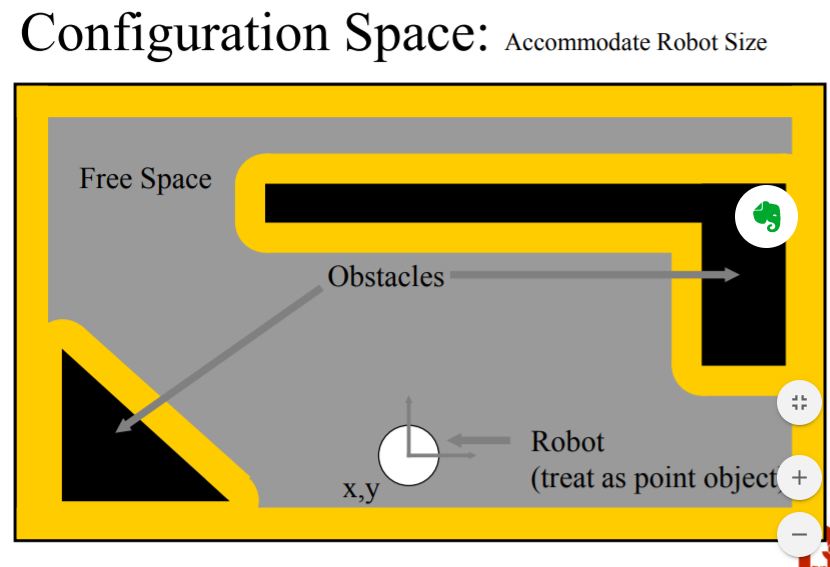 Configuration Space: Accommodate Robot Size
Free Space
Obstacles
Robot
(treat as point object
x,y